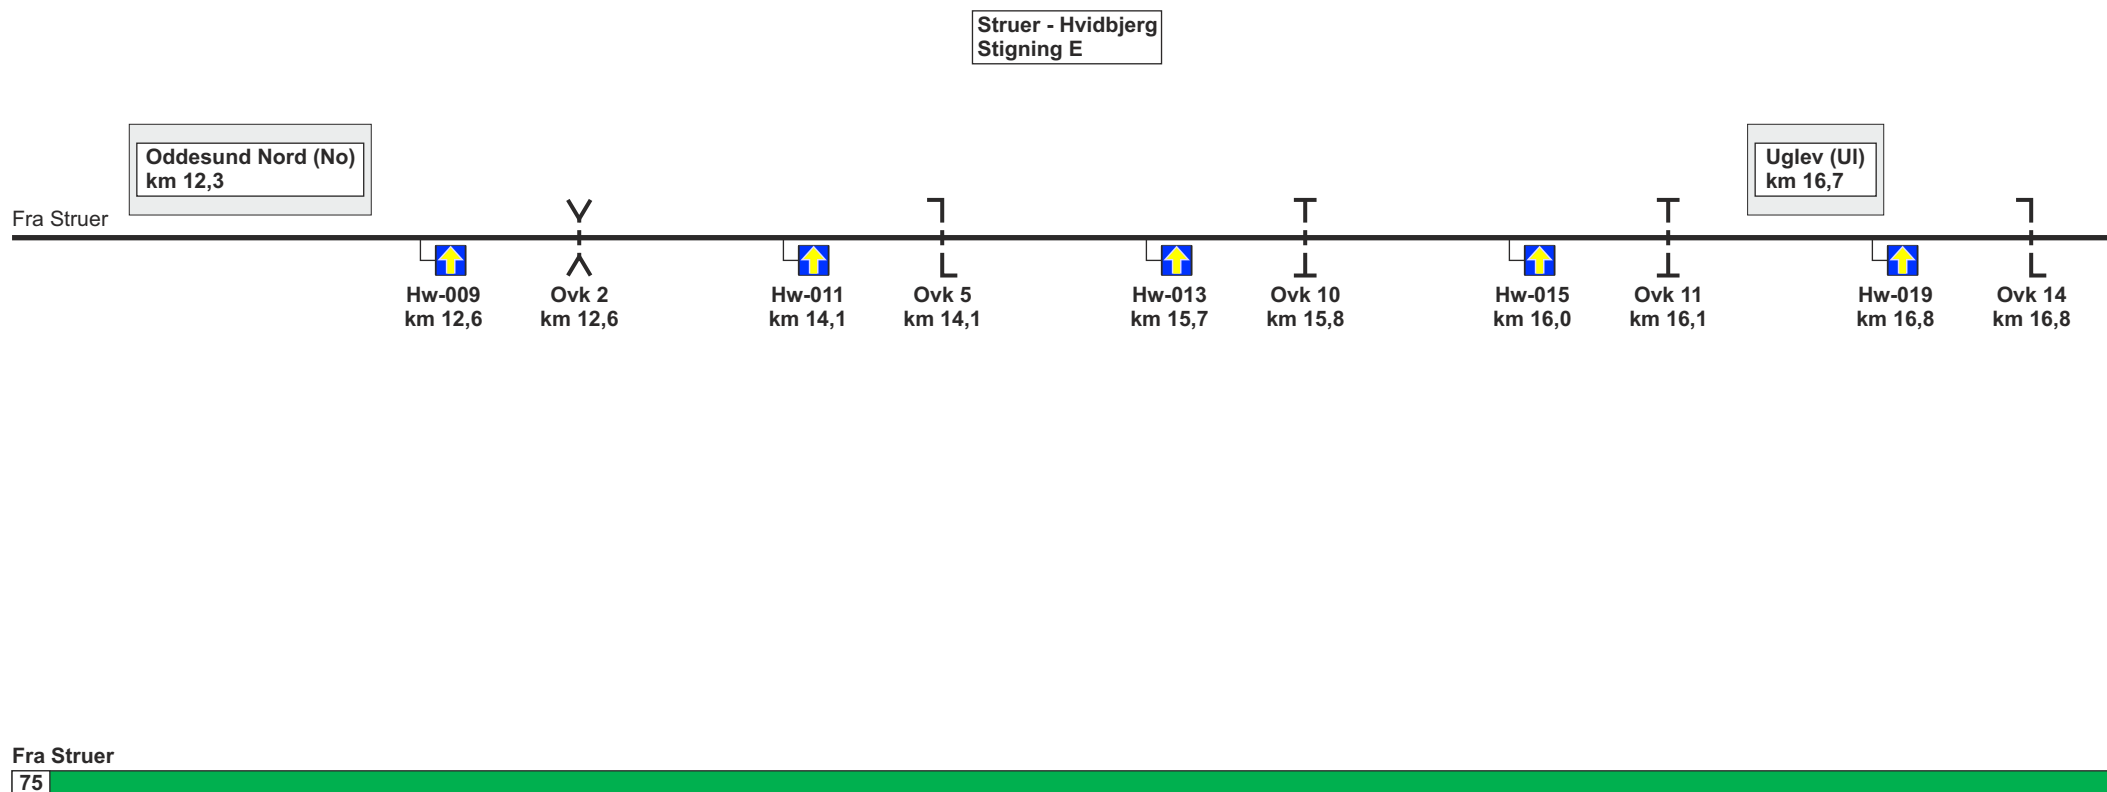 Struer - Hvidbjerg
Stigning E
Oddesund Nord (No)
km 12,3
Uglev (Ul)
km 16,7
Fra Struer
Hw-009
km 12,6
Ovk 2
km 12,6
Hw-011
km 14,1
Ovk 5
km 14,1
Hw-013
km 15,7
Ovk 10
km 15,8
Hw-015
km 16,0
Ovk 11
km 16,1
Hw-019
km 16,8
Ovk 14
km 16,8
Fra Struer
75